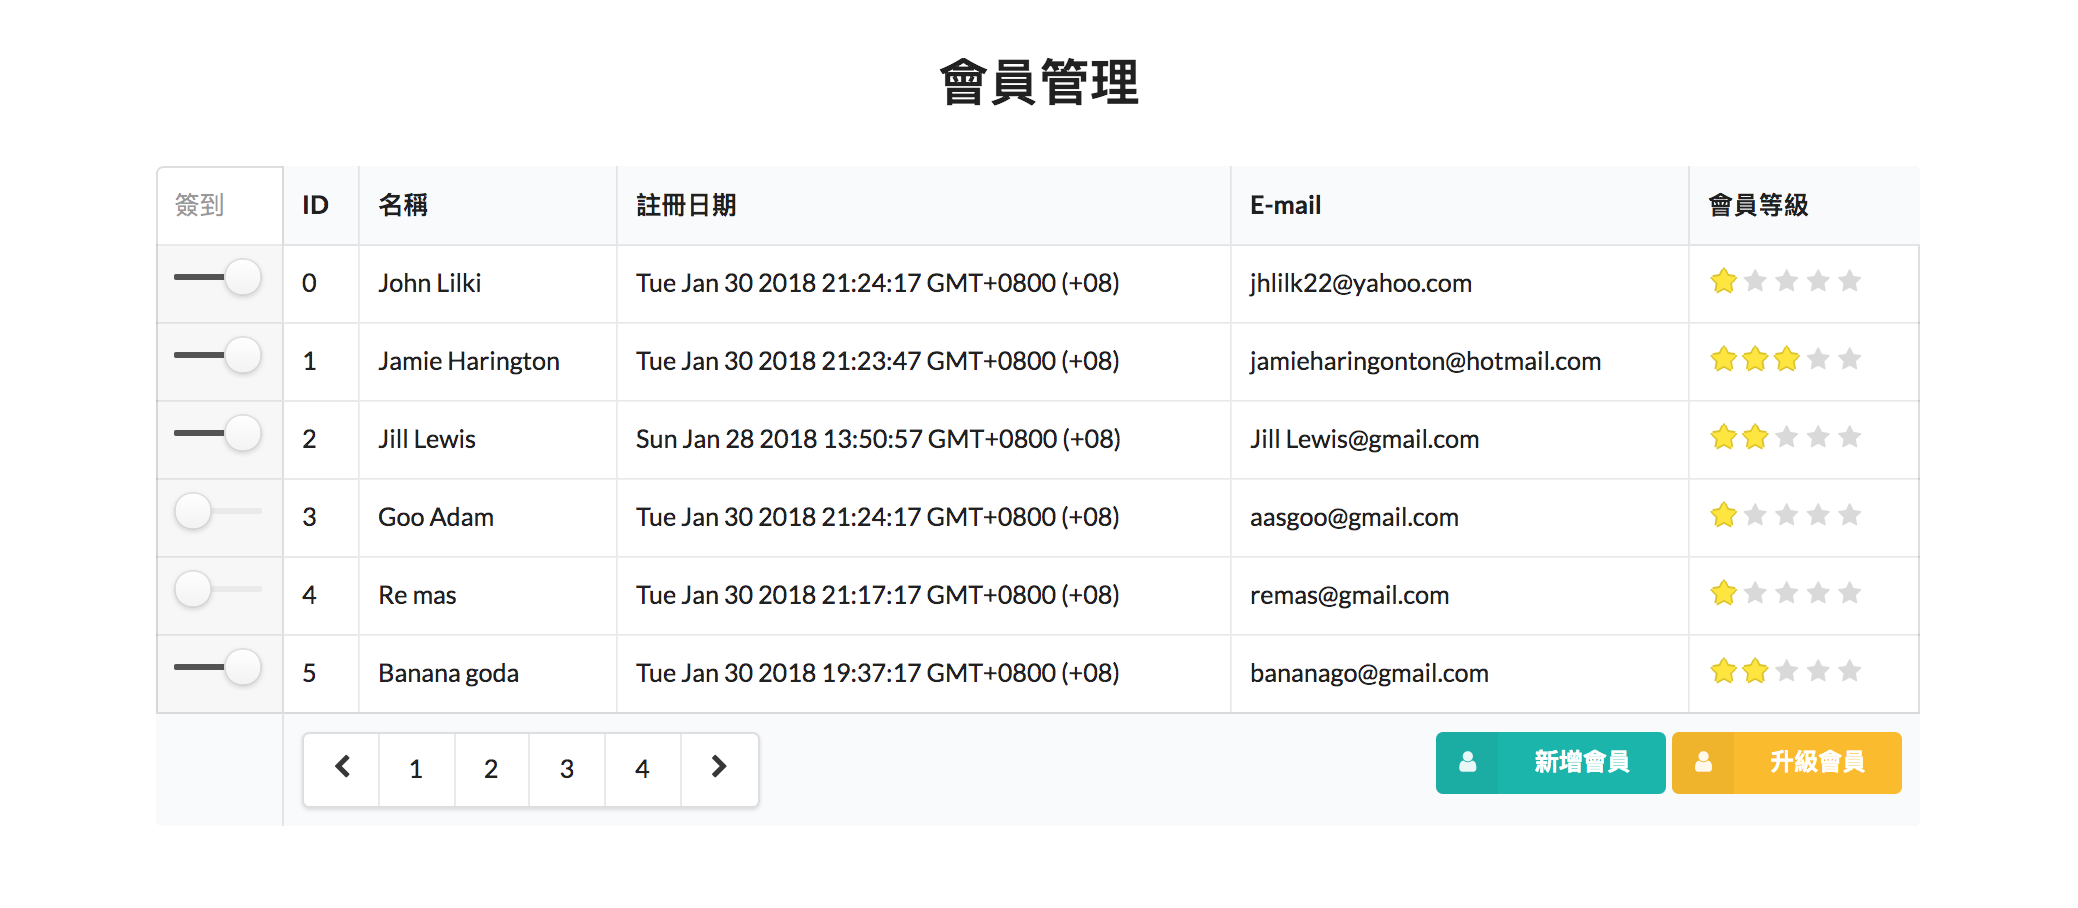 會員管理
簽到 ID 名稱 註冊日期 E-mail 會員等級
0 John Lilki Tue Jan 30 2018 21:24:17 GMT+0800 (+08) jhlilk22@yahoo.com
1 Jamie Harington Tue Jan 30 2018 21:23:47 GMT+0800 (+08) jamieharingonton@hotmail.com
2 Jill Lewis Sun Jan 28 2018 13:50:57 GMT+0800 (+08) Jill Lewis@gmail.com
3 Goo Adam Tue Jan 30 2018 21:24:17 GMT+0800 (+08) aasgoo@gmail.com
4 Re mas Tue Jan 30 2018 21:17:17 GMT+0800 (+08) remas@gmail.com
5 Banana goda Tue Jan 30 2018 19:37:17 GMT+0800 (+08) bananago@gmail.com
1 2 3 4 新增會員 升級會員